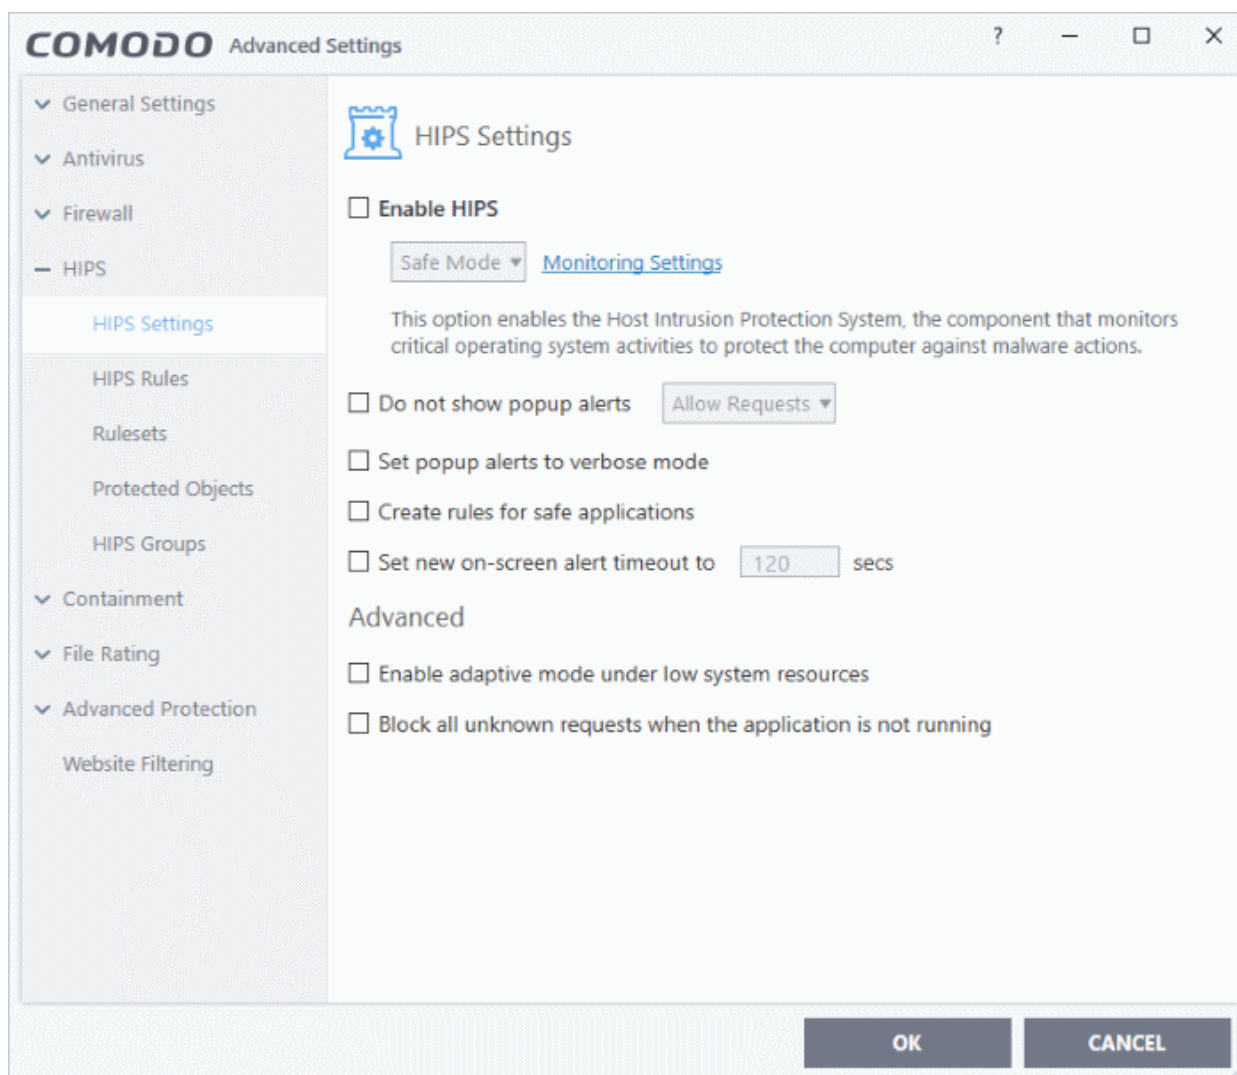 COMODO Advanced Settings ?
General Settings
Antivirus
Firewall
HIPS
HIPS Settings
HIPS Rules
Rulesets
Protected Objects
HIPS Groups
Containment
File Rating
Advanced Protection
Website Filtering
HIPS Settings
Enable HIPS
Safe Mode Monitoring Settings
This option enables the Host Intrusion Protection System, the component that monitors
critical operating system activities to protect the computer against malware actions.
Do not show popup alerts Allow Requests
Set popup alerts to verbose mode
Create rules for safe applications
Set new on-screen alert timeout to 120 secs
Advanced
Enable adaptive mode under low system resources
Block all unknown requests when the application is not running
OK CANCEL